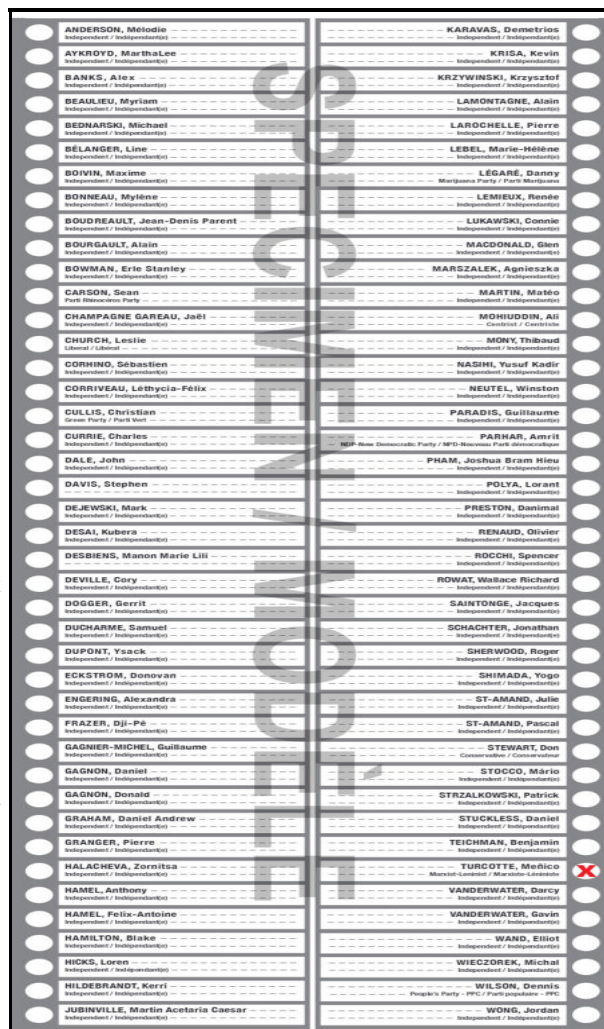 ANDERSON, Mélodie
Independent / Indépendant(e)
AYKROYD, MarthaLee
Independent / Indépendant(e)
BANKS, Alex
Independent / Indépendant(e)
BEAULIEU, Myriam
Independent / Indépendant(e)
BEDNARSKI, Michael
Independent / Indépendant(e)
BÉLANGER, Line
Independent / Indépendant(e)
BOIVIN, Maxime
Independent / Indépendant(e)
BONNEAU, Mylène
Independent / Indépendant(e)
BOUDREAULT, Jean-Denis Parent
Independent / Indépendant(e)
BOURGAULT, Alain
Independent / Indépendant(e)
BOWMAN, Erle Stanley
Independent / Indépendant(e)
CARSON, Sean
Parti Rhinocéros Party
CHAMPAGNE GAREAU, Jaël
Independent / Indépendant(e)
CHURCH, Leslie
Liberal / Libéral
CORHINO, Sébastien
Independent / Indépendant(e)
CORRIVEAU, Léthycia-Félix
Independent / Indépendant(e)
CULLIS, Christian
Green Party / Parti Vert
CURRIE, Charles
Independent / Indépendant(e)
DALE, John
Independent / Indépendant(e)
DAVIS, Stephen
DEJEWSKI, Mark
Independent / Indépendant(e)
DESAI, Kubera
Independent / Indépendant(e)
DESBIENS, Manon Marie Lili
DEVILLE, Cory
Independent / Indépendant(e)
DOGGER, Gerrit
Independent / Indépendant(e)
DUCHARME, Samuel
Independent / Indépendant(e)
DUPONT, Ysack
Independent / Indépendant(e)
ECKSTROM, Donovan
Independent / Indépendant(e)
ENGERING, Alexandra
Independent / Indépendant(e)
FRAZER, Dji-Pé
Independent / Indépendant(e)
GAGNIER-MICHEL, Guillaume
Independent / Indépendant(e)
GAGNON, Daniel
Independent / Indépendant(e)
GAGNON, Donald
Independent / Indépendant(e)
GRAHAM, Daniel Andrew
Independent / Indépendant(e)
GRANGER, Pierre
Independent / Indépendant(e)
HALACHEVA, Zornitsa
Independent / Indépendant(e)
HAMEL, Anthony
Independent / Indépendant(e)
HAMEL, Felix-Antoine
Independent / Indépendant(e)
HAMILTON, Blake
Independent / Indépendant(e)
HICKS, Loren
Independent / Indépendant(e)
HILDEBRANDT, Kerri
Independent / Indépendant(e)
JUBINVILLE, Martin Acetaria Caesar
Independent / Indépendant(e)
KARAVAS, Demetrios
Independent / Indépendant(e)
KRISA, Kevin
Independent / Indépendant(e)
KRZYWINSKI, Krzysztof
Independent / Indépendant(e)
LAMONTAGNE, Alain
Independent / Indépendant(e)
LAROCHELLE, Pierre
Independent / Indépendant(e)
LEBEL, Marie-Hélène
Independent / Indépendant(e)
LÉGARÉ, Danny
Marijuana Party / Parti Marijuana
LEMIEUX, Renée
Independent / Indépendant(e)
LUKAWSKI, Connie
Independent / Indépendant(e)
MACDONALD, Glen
Independent / Indépendant(e)
MARSZALEK, Agnieszka
Independent / Indépendant(e)
MARTIN, Matéo
Independent / Indépendant(e)
MOHIUDDIN, Ali
Centrist / Centriste
MONY, Thibaud
Independent / Indépendant(e)
NASIHI, Yusuf Kadir
Independent / Indépendant(e)
NEUTEL, Winston
Independent / Indépendant(e)
PARADIS, Guillaume
Independent / Indépendant(e)
PARHAR, Amrit
NDP-New Democratic Party / NPD-Nouveau Parti démocratique
PHAM, Joshua Bram Hieu
Independent / Indépendant(e)
POLYA, Lorant
Independent / Indépendant(e)
PRESTON, Danimal
Independent / Indépendant(e)
RENAUD, Olivier
Independent / Indépendant(e)
ROCCHI, Spencer
Independent / Indépendant(e)
ROWAT, Wallace Richard
Independent / Indépendant(e)
SAINTONGE, Jacques
Independent / Indépendant(e)
SCHACHTER, Jonathan
Independent / Indépendant(e)
SHERWOOD, Roger
Independent / Indépendant(e)
SHIMADA, Yogo
Independent / Indépendant(e)
ST-AMAND, Julie
Independent / Indépendant(e)
ST-AMAND, Pascal
Independent / Indépendant(e)
STEWART, Don
Conservative / Conservateur
STOCCO, Mário
Independent / Indépendant(e)
STRZALKOWSKI, Patrick
Independent / Indépendant(e)
STUCKLESS, Daniel
Independent / Indépendant(e)
TEICHMAN, Benjamin
Independent / Indépendant(e)
TURCOTTE, Meñico
Marxist-Leninist / Marxiste-Léniniste
X
VANDERWATER, Darcy
Independent / Indépendant(e)
VANDERWATER, Gavin
Independent / Indépendant(e)
WAND, Elliot
Independent / Indépendant(e)
WIECZOREK, Michal
Independent / Indépendant(e)
WILSON, Dennis
People's Party - PPC / Parti populaire - PPC
WONG, Jordan
Independent / Indépendant(e)
SPECIMEN / MODÈLE